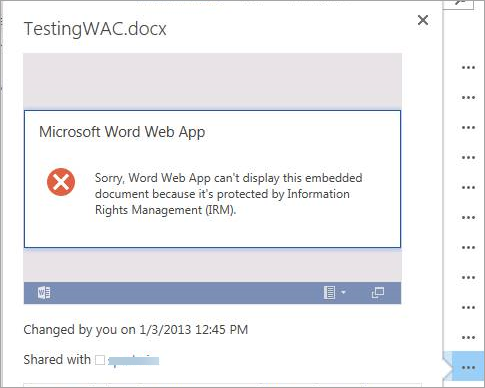 TestingWAC.docx
Microsoft Word Web App
Sorry, Word Web App can't display this embedded
document because it's protected by Information
Rights Management (IRM).
Changed by you on 1/3/2013 12:45 PM
Shared with